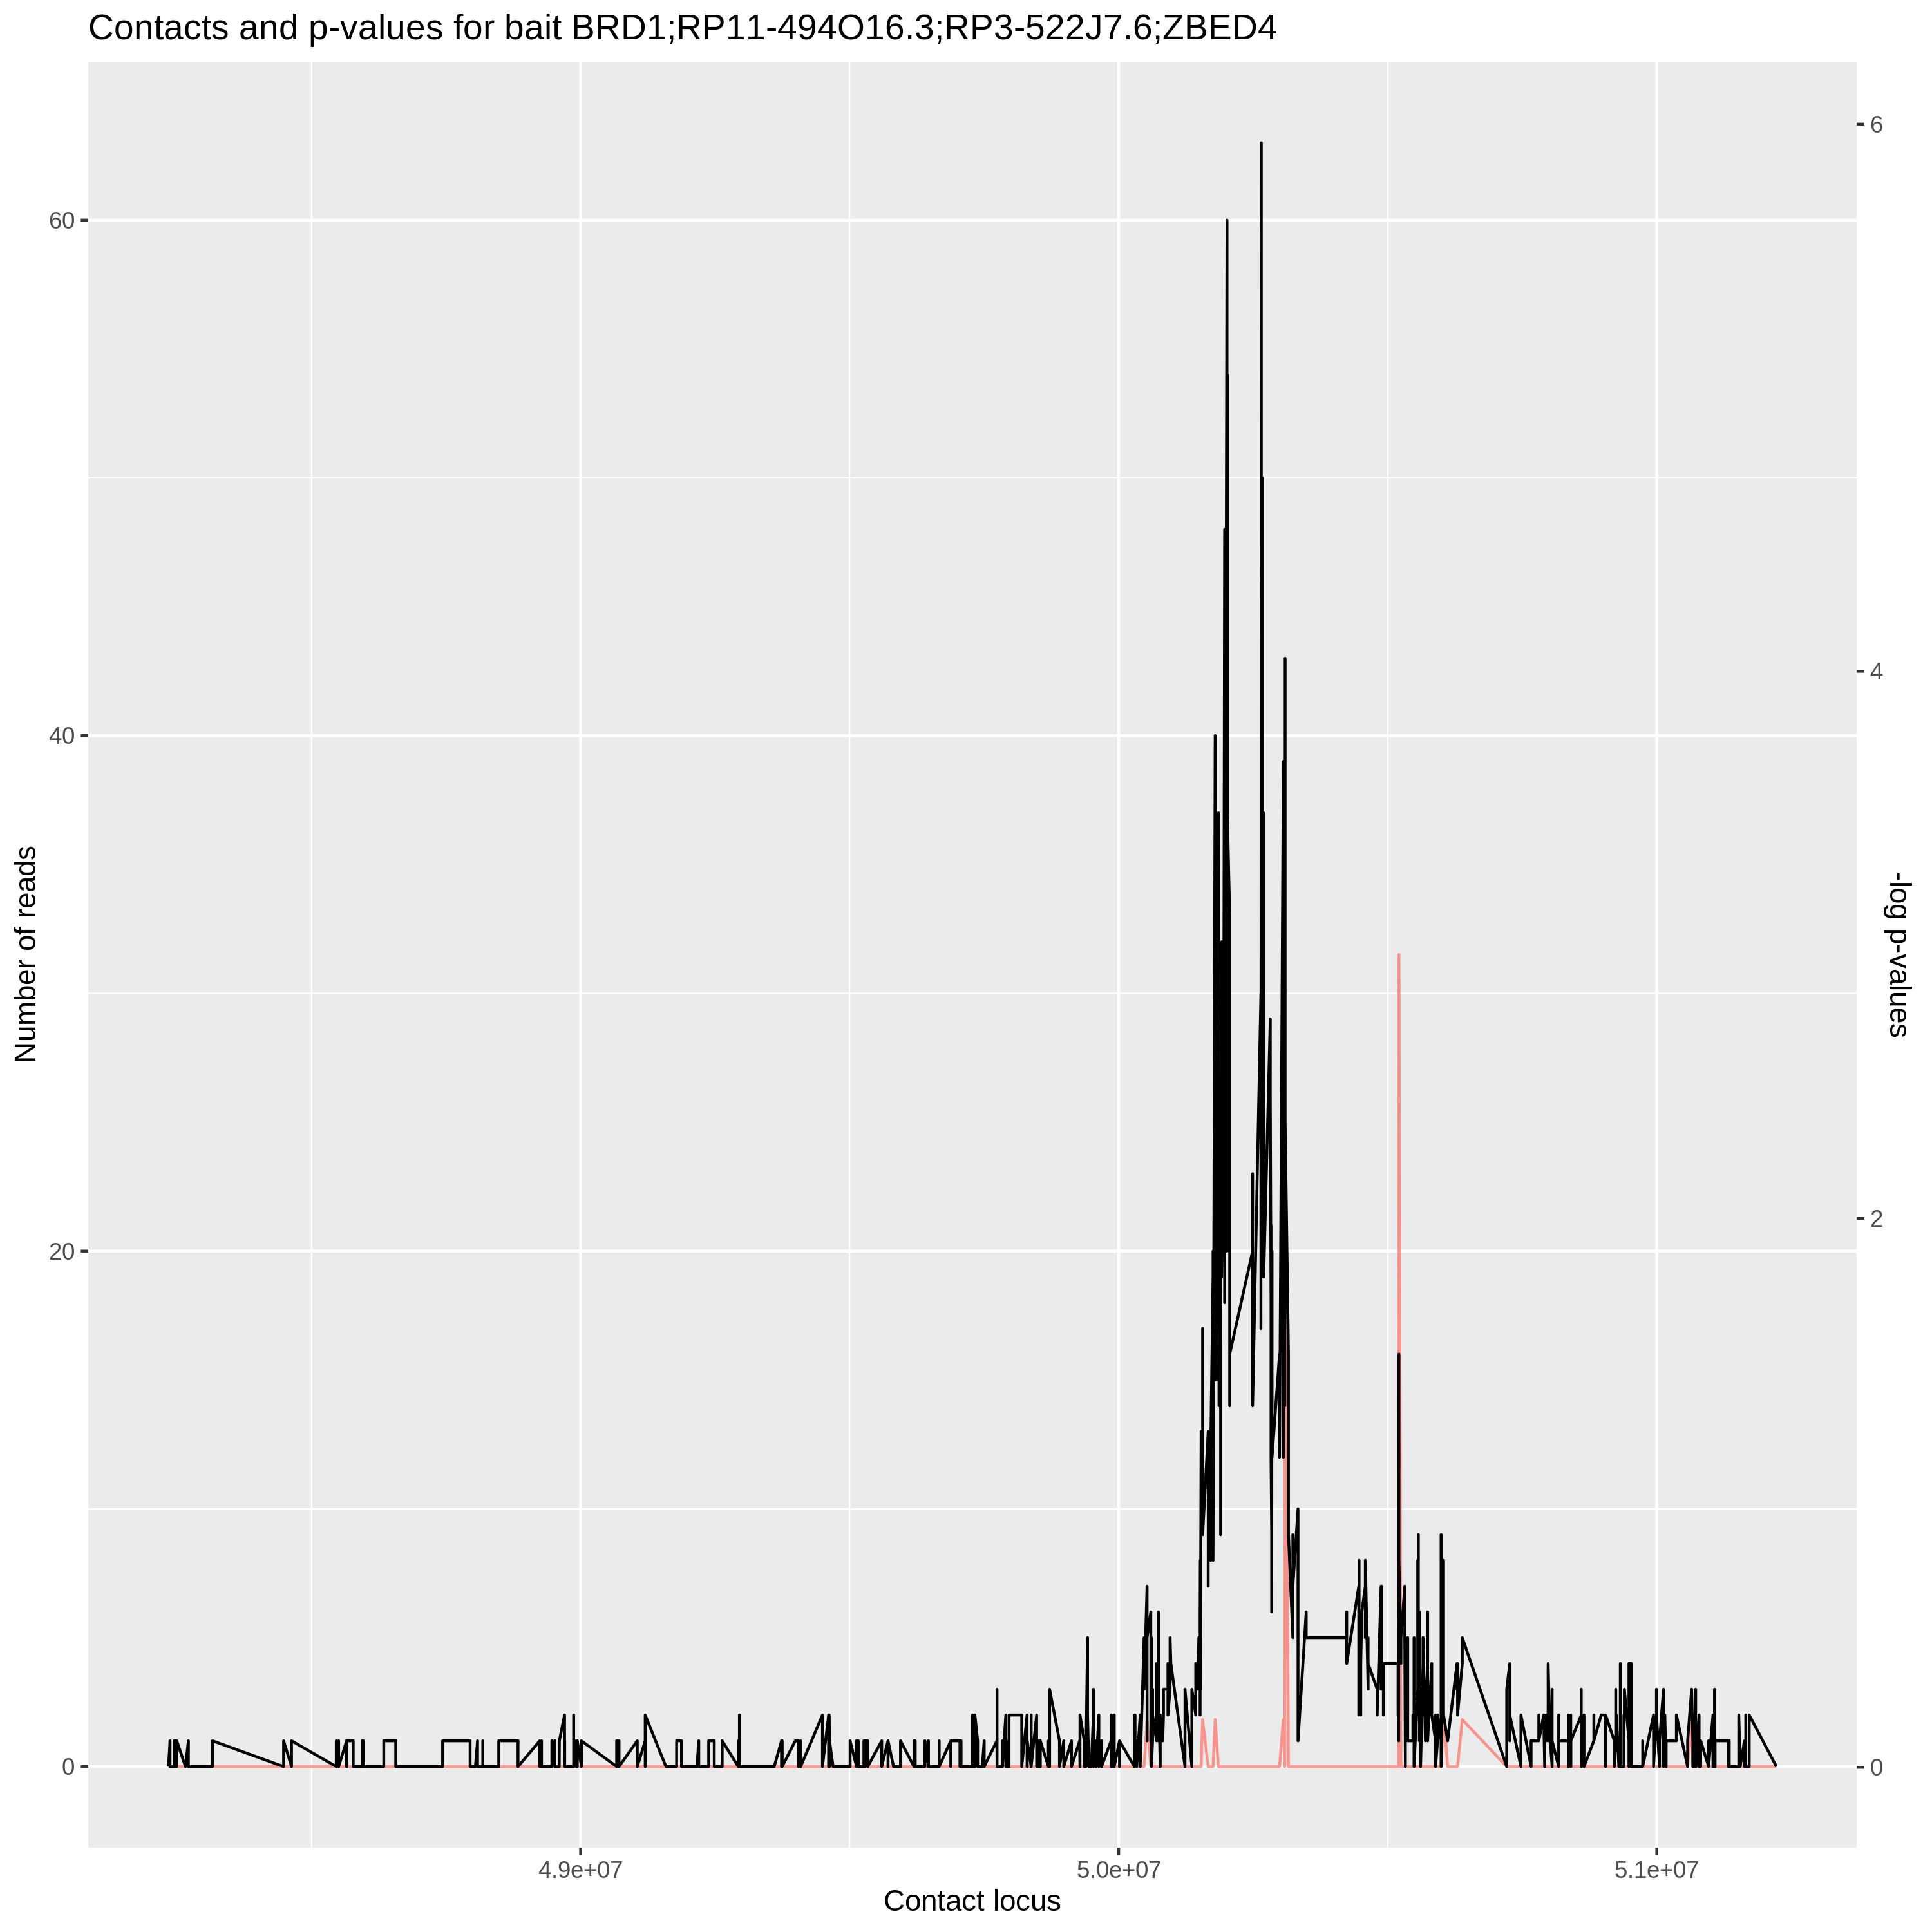 Contacts and p-values for bait BRD1;RP11-494O16.3;RP3-522J7.6;ZBED4
60
40
20
0
Number of reads
6
4
2
0
-log p-values
4.9e+07
5.0e+07
5.1e+07
Contact locus